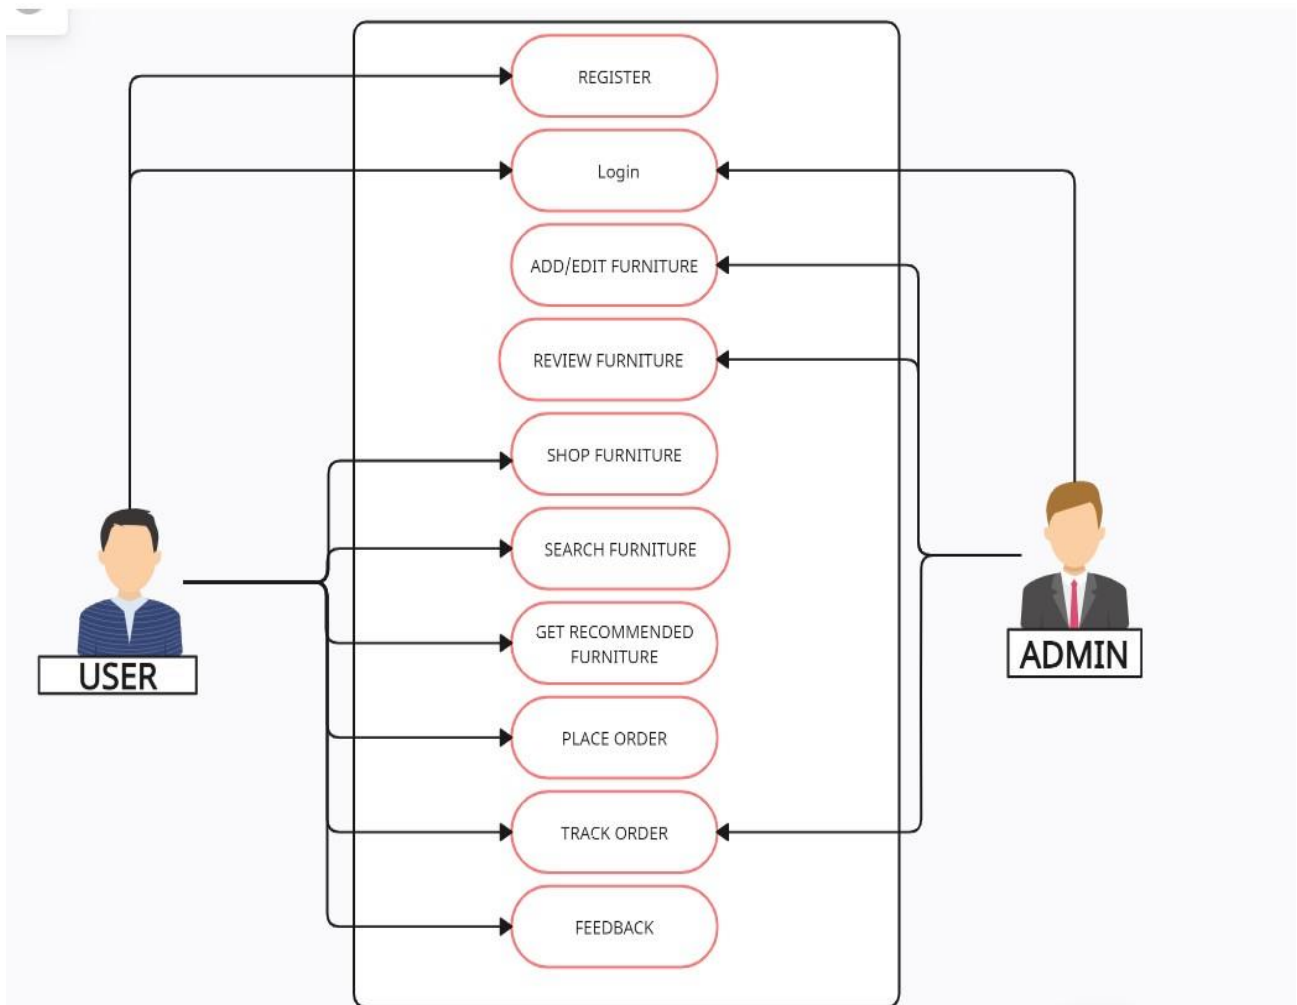 REGISTER
Login
ADD/EDIT FURNITURE
REVIEW FURNITURE
SHOP FURNITURE
SEARCH FURNITURE
GET RECOMMENDED
FURNITURE
PLACE ORDER
TRACK ORDER
FEEDBACK
USER
ADMIN